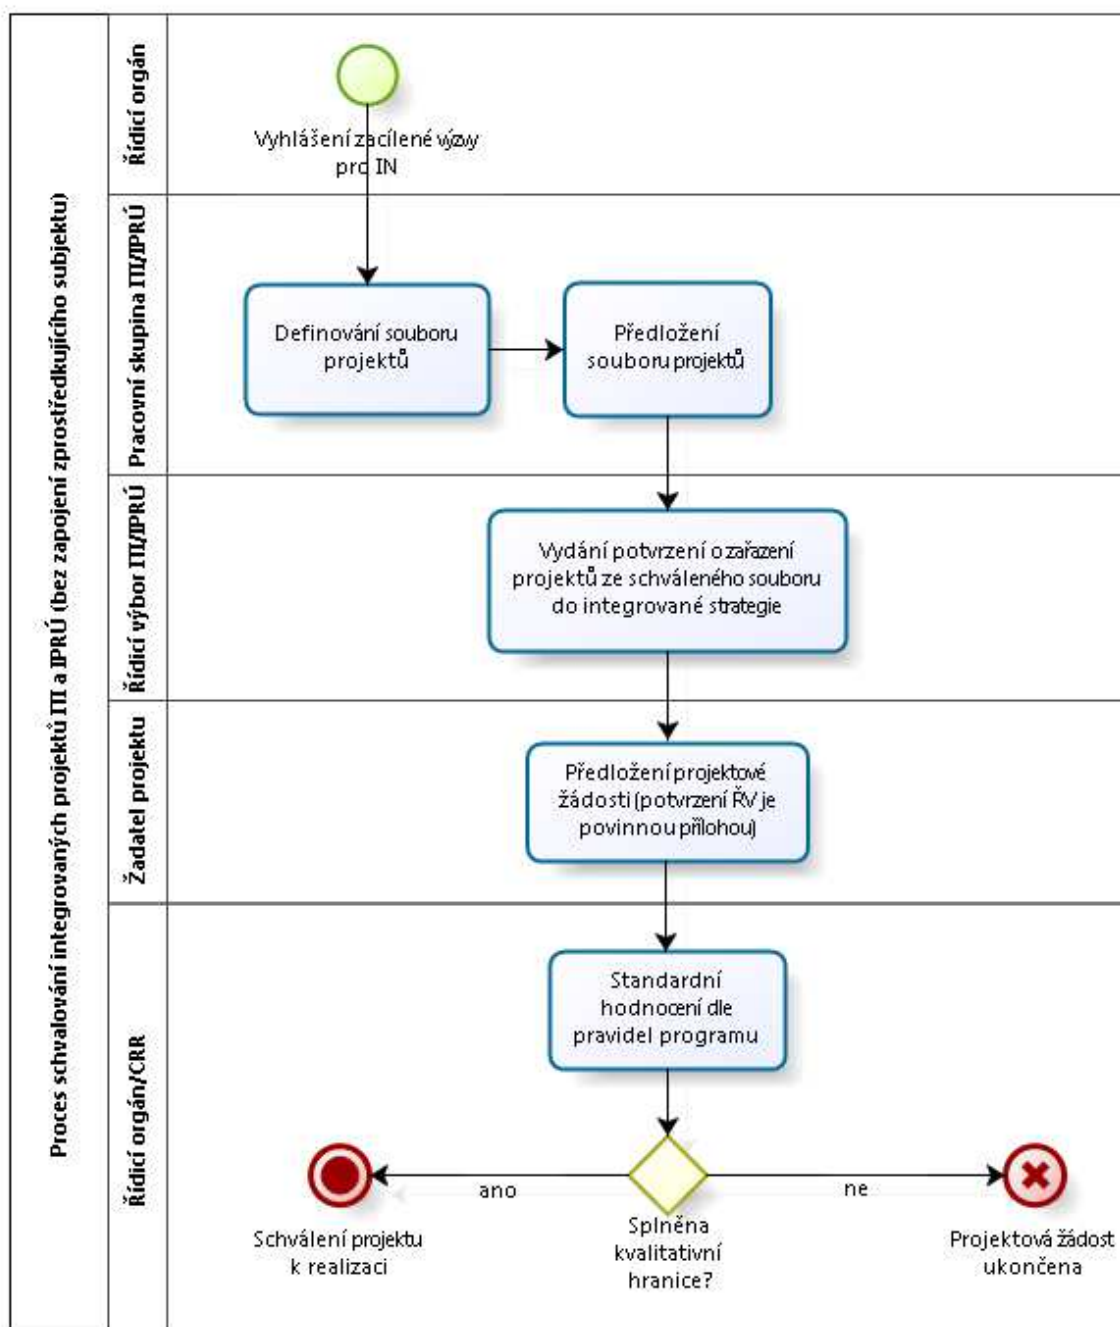 Proces schvalování integrovaných projektů ITI a IPRÚ (bez zapojení zprostředkujícího subjektu)
Řídicí orgán
Vyhlášení zacílené výzvy
pro IN
Pracovní skupina ITI/IPRÚ
Definování souboru
projektů
Předložení
souboru projektů
Řídicí výbor ITI/IPRÚ
Vydání potvrzení o zařazení
projektů ze schváleného souboru
do integrované strategie
Žadatel projektu
Předložení projektové
žádosti (potvrzení ŘV je
povinnou přílohou)
Řídicí orgán/CRR
Standardní
hodnocení dle
pravidel programu
ano
ne
Schválení projektu
k realizaci
Splněna
kvalitativní
hranice?
Projektová žádost
ukončena